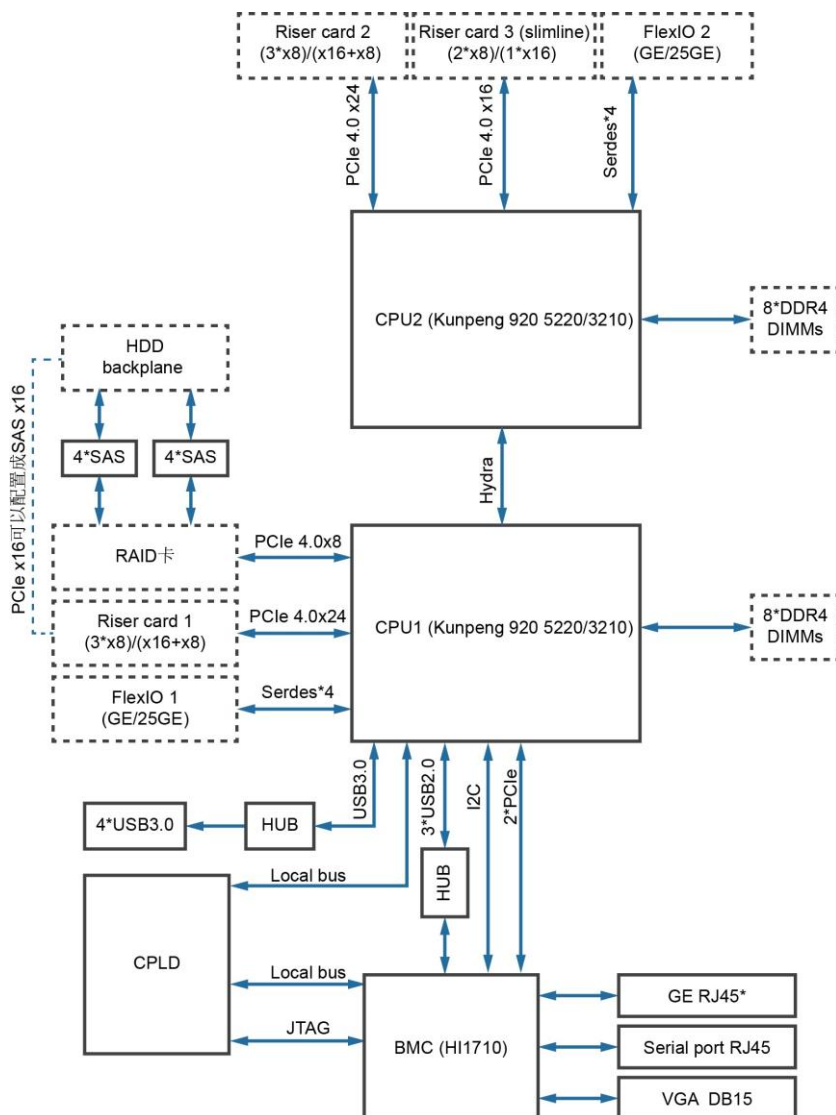 Riser card 2
(3*x8)/(x16+x8)
Riser card 3 (slimline)
(2*x8)/(1*x16)
FlexIO 2
(GE/25GE)
PCIe 4.0 x24
PCIe 4.0 x16
Serdes*4
CPU2 (Kunpeng 920 5220/3210)
8*DDR4
DIMMs
HDD
backplane
4*SAS
4*SAS
PCIe x16可以配置成SAS x16
Hydra
RAID卡
PCIe 4.0x8
Riser card 1
(3*x8)/(x16+x8)
PCIe 4.0x24
CPU1 (Kunpeng 920 5220/3210)
8*DDR4
DIMMs
FlexIO 1
(GE/25GE)
Serdes*4
USB3.0
3*USB2.0
I2C
2*PCIe
4*USB3.0
HUB
HUB
Local bus
CPLD
Local bus
JTAG
BMC (HI1710)
GE RJ45*
Serial port RJ45
VGA DB15